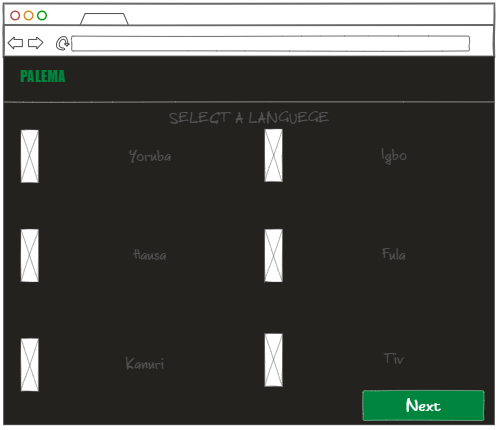 PALEMA
SELECT A LANGUEGE
Yoruba
Igbo
Hausa
Fula
Kanuri
Tiv
Next